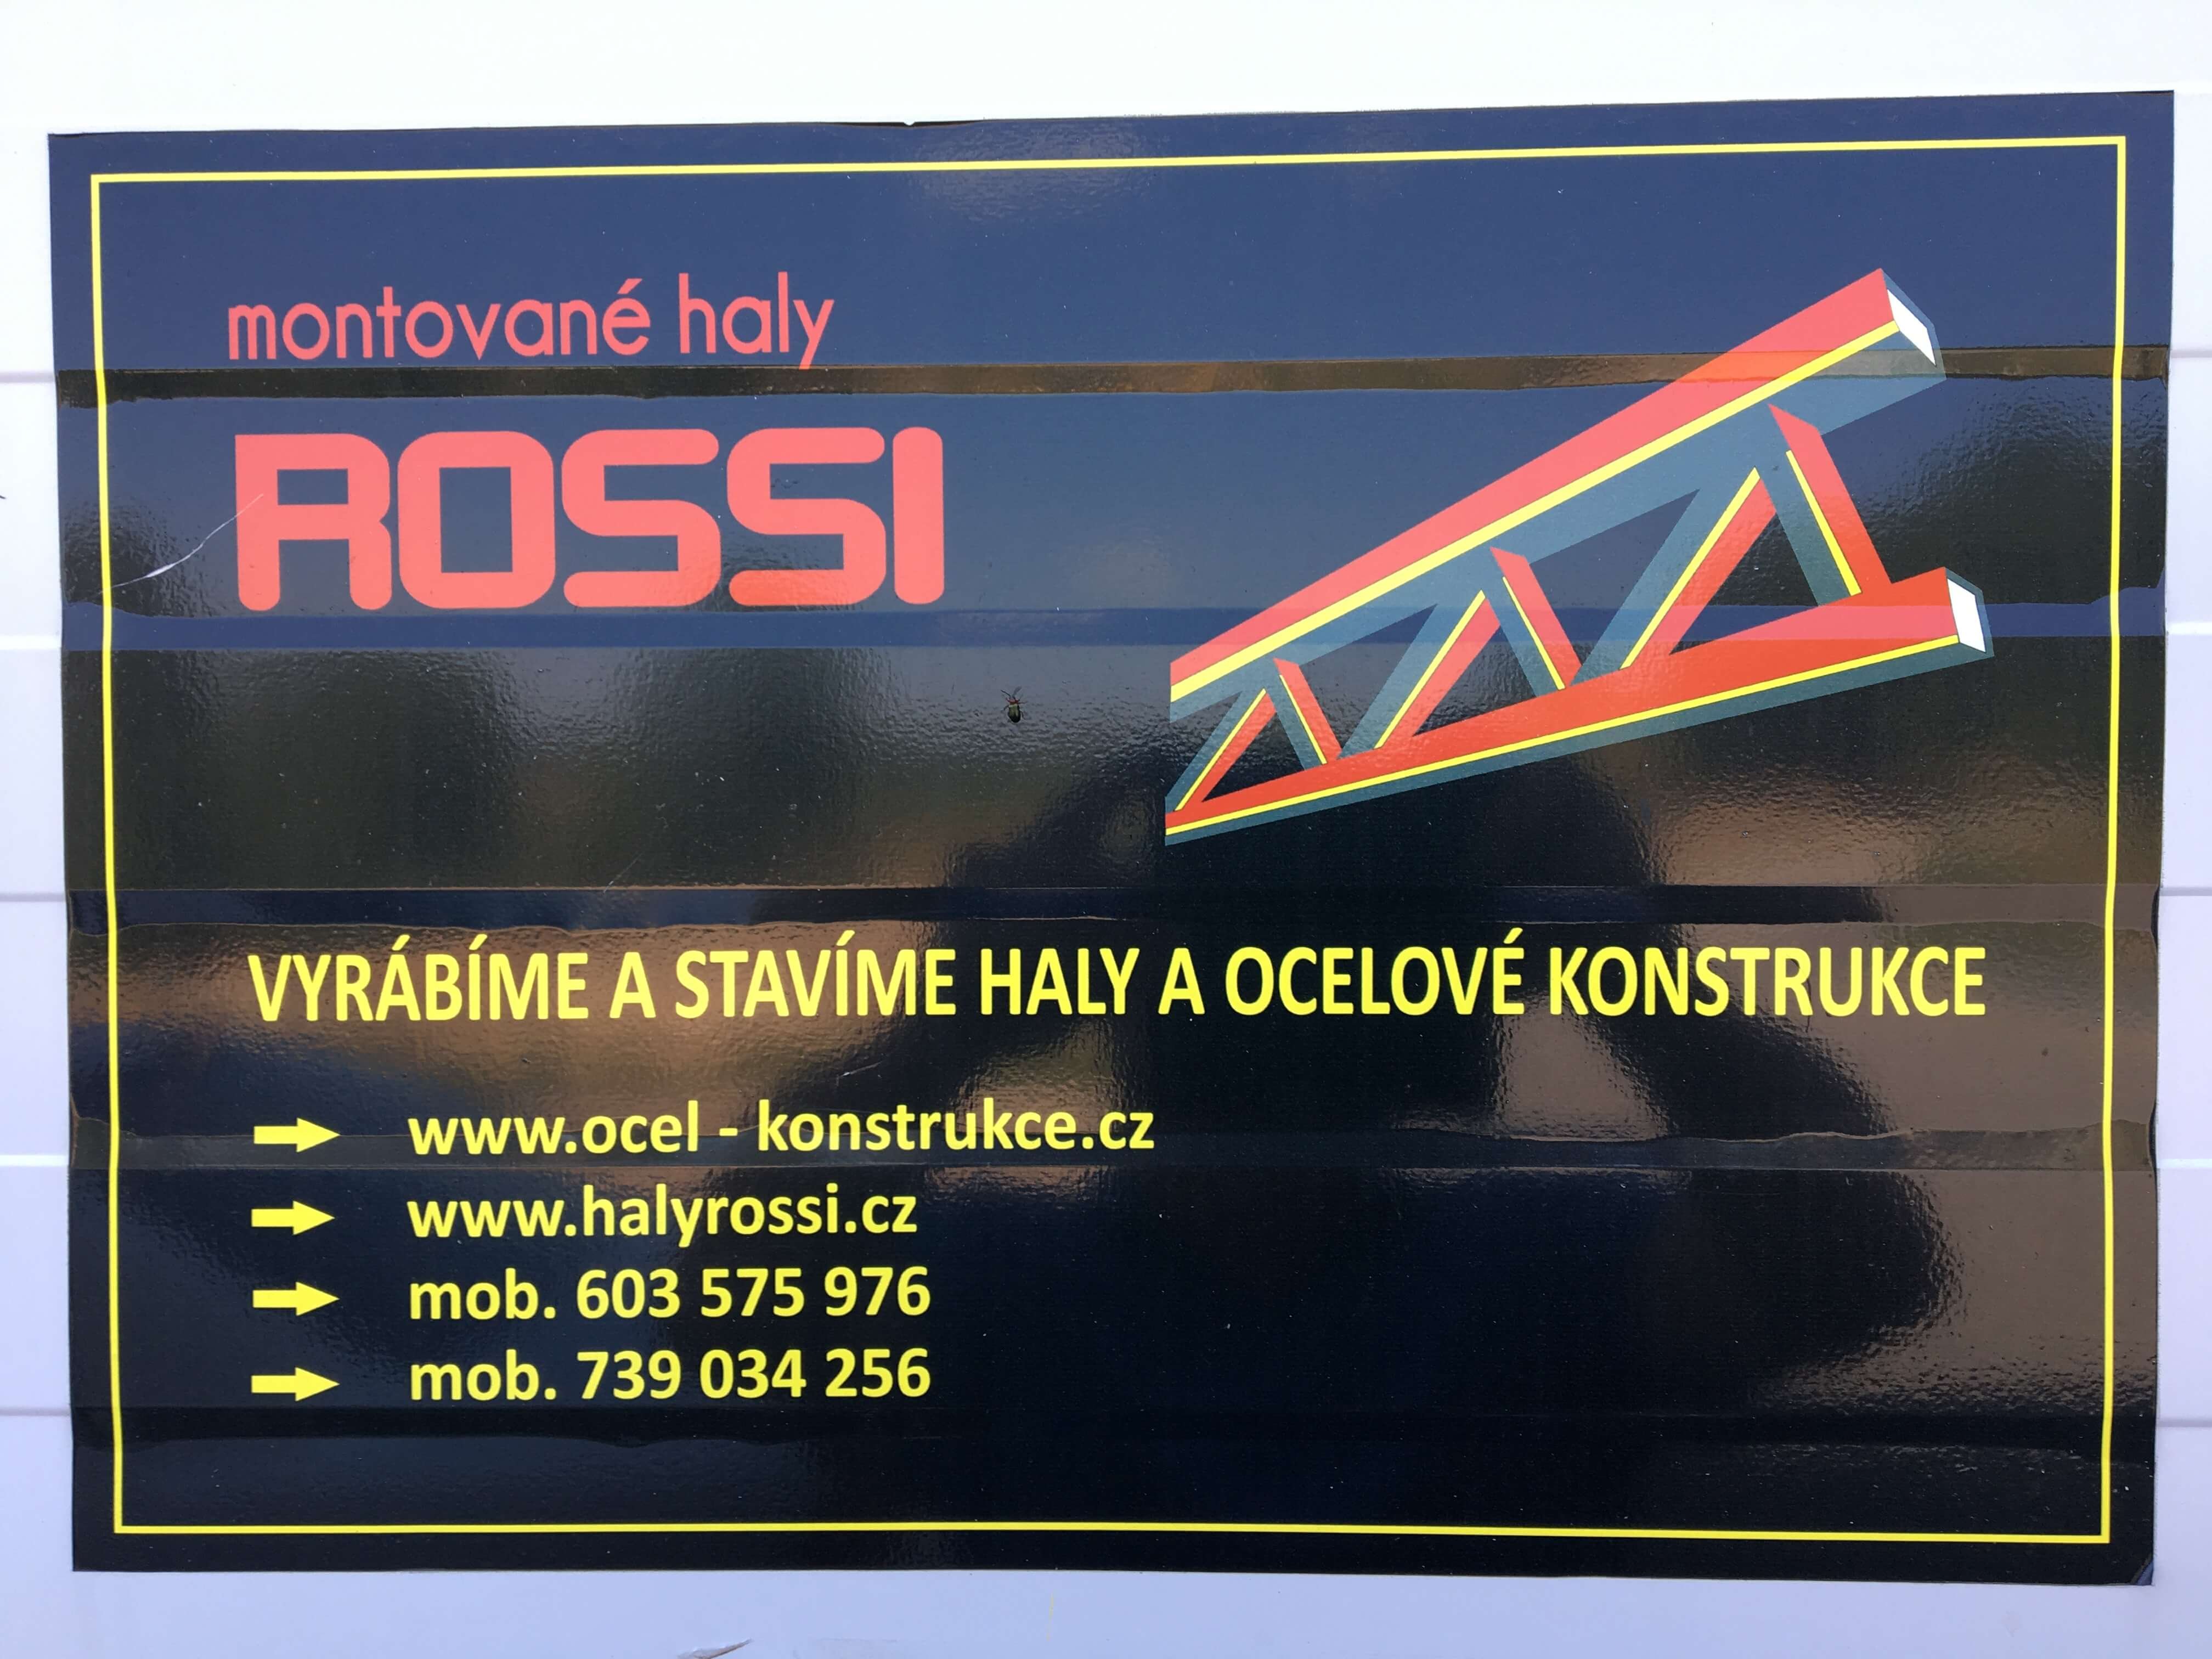 montované haly
ROSSI
VYRÁBÍME A STAVÍME HALY A OCELOVÉ KONSTRUKCE
www.ocel - konstrukce.cz
www.halyrossi.cz
mob. 603 575 976
mob. 739 034 256